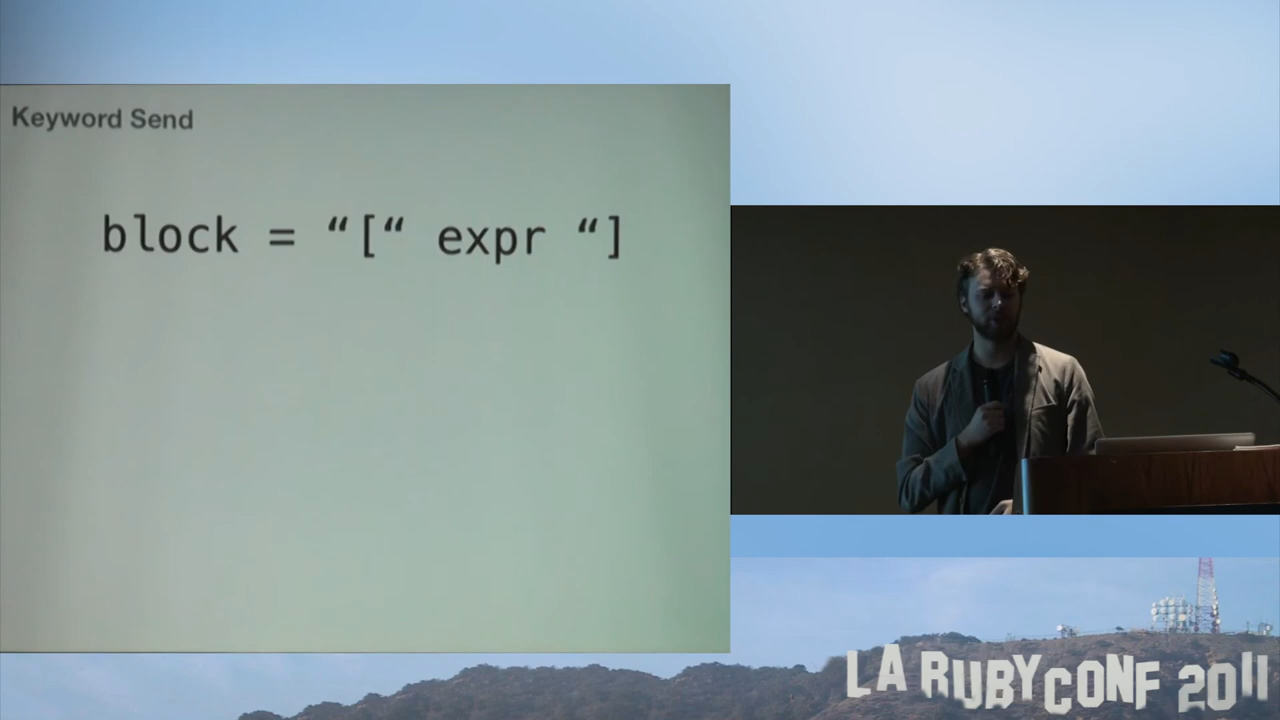 Keyword Send
block = “[“ expr “]
LA RUBYCONF 2011